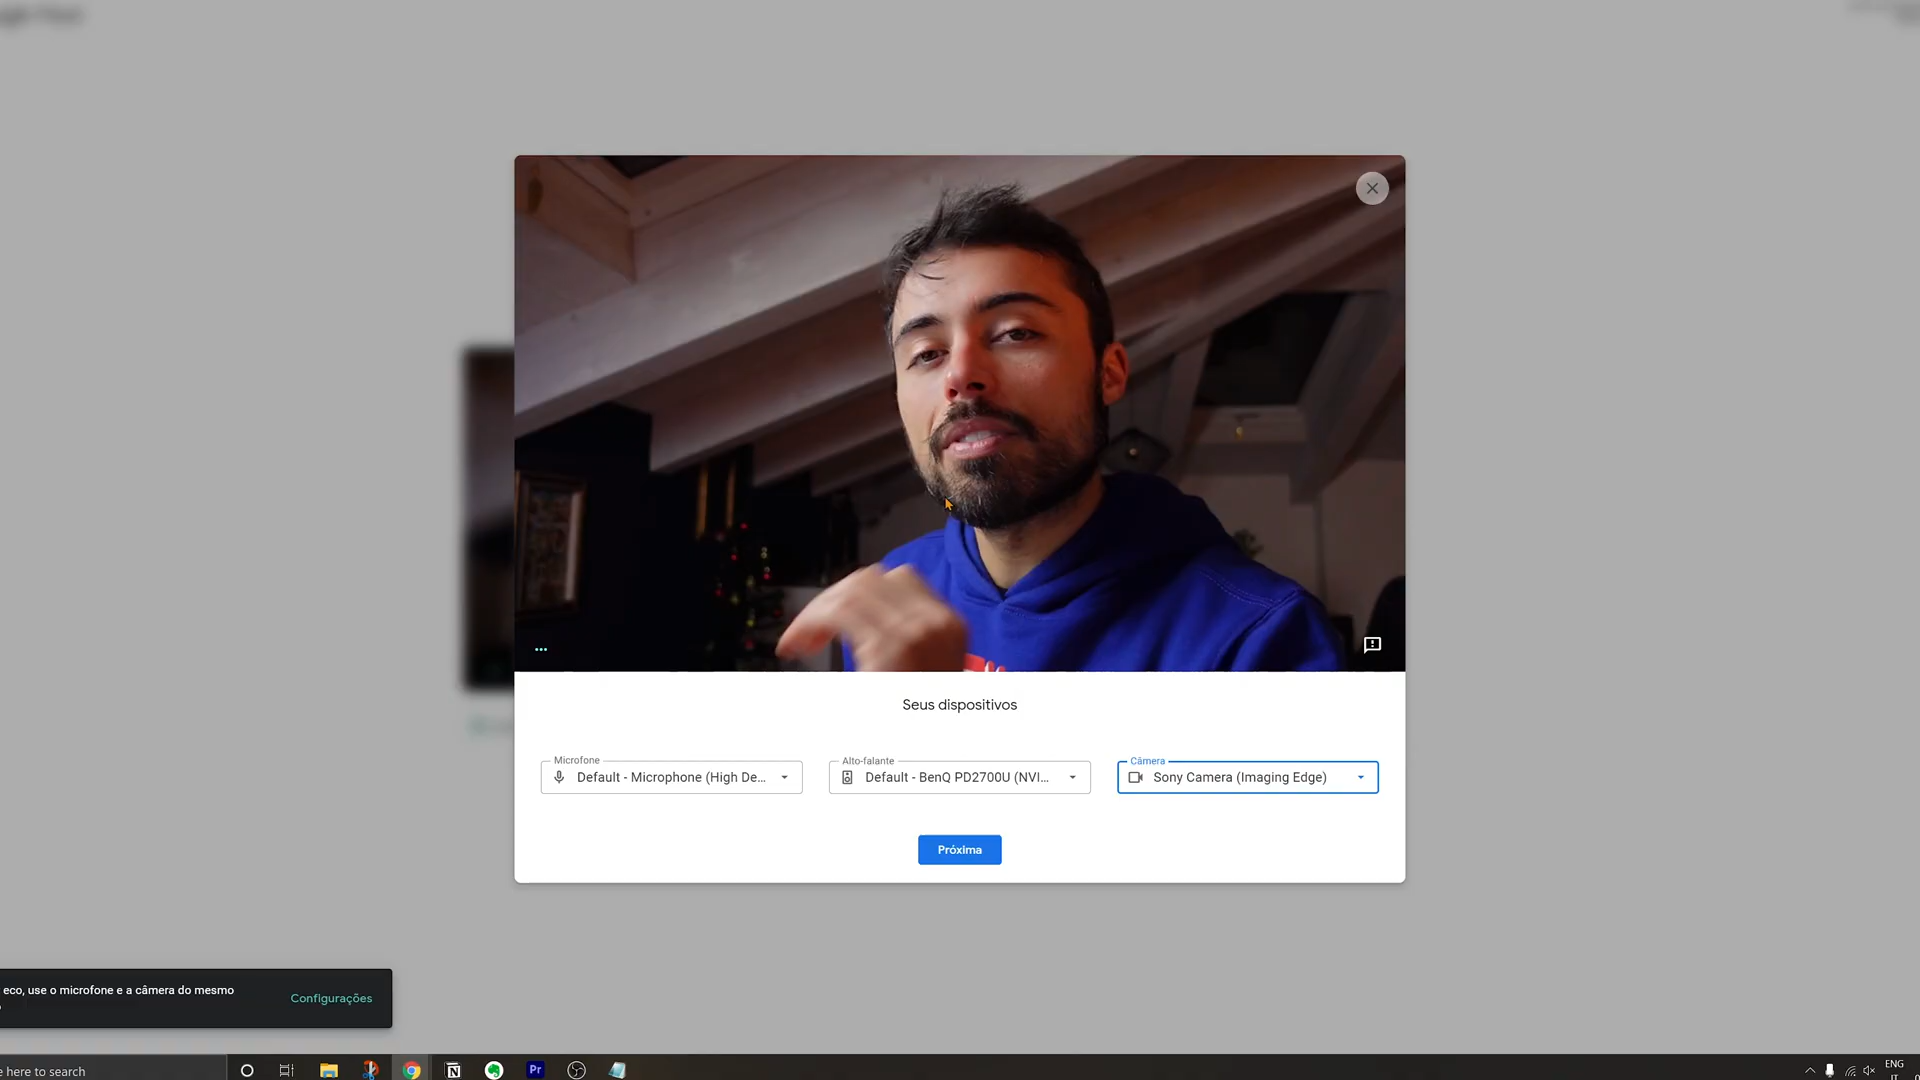 Seus dispositivos
Microfone
Default - Microphone (High De...
Alto-falante
Default - BenQ PD2700U (NVI...
Câmera
Sony Camera (Imaging Edge)
Próxima
eco, use o microfone e a câmera do mesmo
Configurações
here to search
Pr
ENG